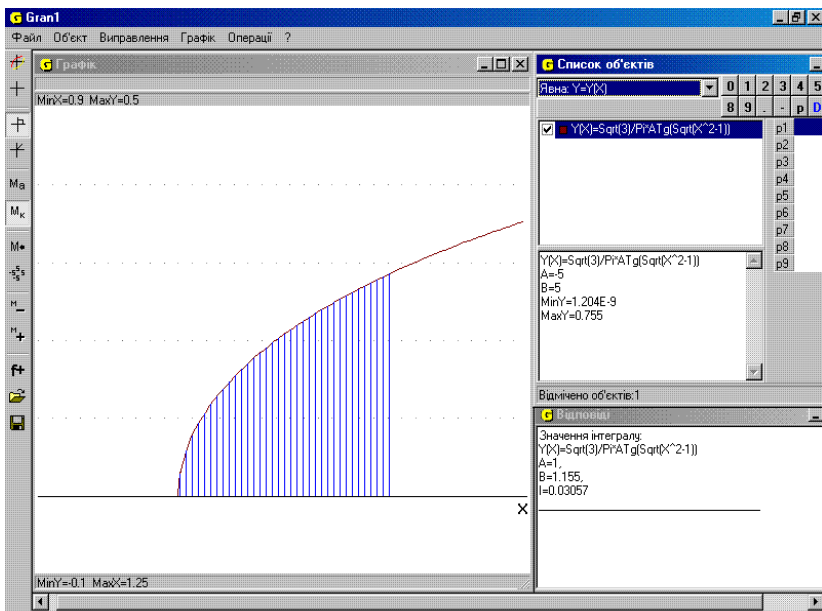 Gran1
Файл Об'єкт Виправлення Графік Операції ?
Графік
MinX=0.9 MaxY=0.5
X
MinY=-0.1 MaxX=1.25
Ma
Мк
M
M
M
f+
Список об'єктів
Явна: Y=Y(X)
0 1 2 3 4 5
8 9 . - p D
Y(X)=Sqrt(3)/Pi*ATg(Sqrt(X^2-1))
p1
p2
p3
p4
p5
p6
p7
p8
p9
Y(X)=Sqrt(3)/Pi*ATg(Sqrt(X^2-1))
A=-5
B=5
MinY=1.204E-9
MaxY=0.755
Відмічено об'єктів:1
Відповіді
Значення інтегралу:
Y(X)=Sqrt(3)/Pi*ATg(Sqrt(X^2-1))
A=1,
B=1.155,
I=0.03057